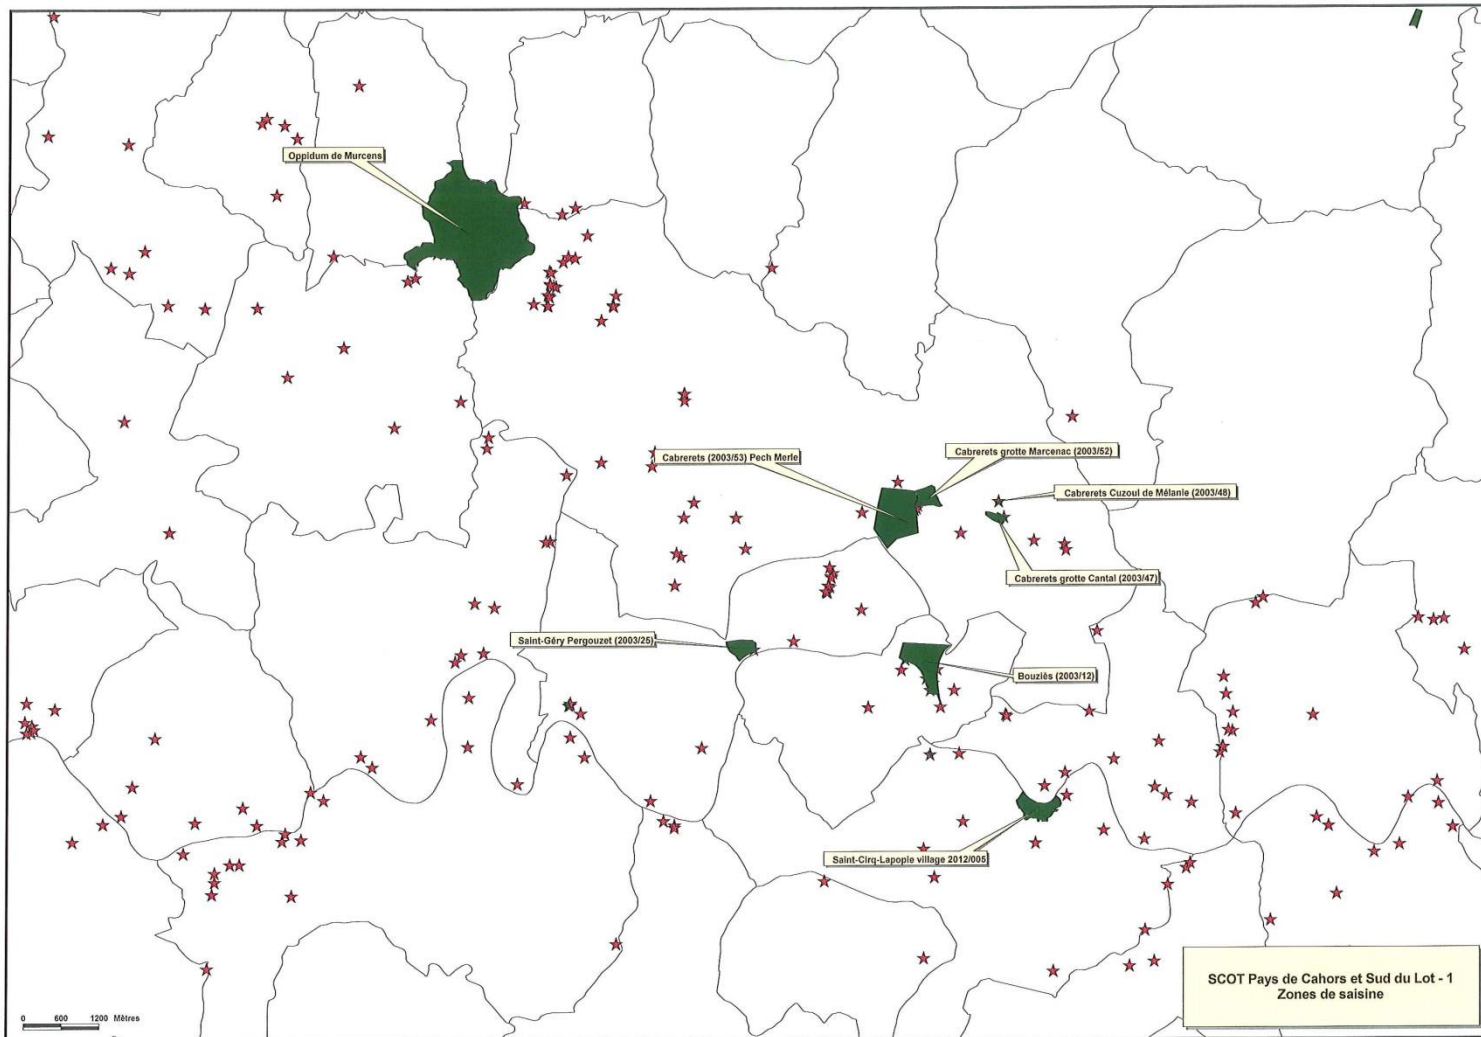 Oppidum de Murcens
Cabrerets grotte Marcenac (2003/52)
Cabrerets (2003/53) Pech Merle
Cabrerets Cuzoul de Mélanie (2003/48)
Cabrerets grotte Cantal (2003/47)
Saint-Géry Pergouzet (2003/25)
Bouziès (2003/12)
Saint-Cirq-Lapopie village 2012/005
SCOT Pays de Cahors et Sud du Lot - 1
Zones de saisine
0 600 1200 Mètres